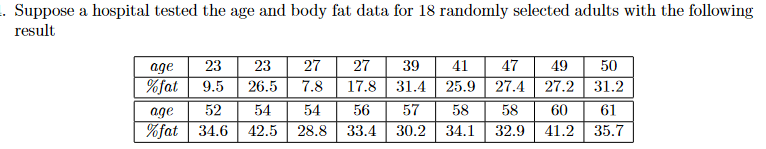 . Suppose a hospital tested the age and body fat data for 18 randomly selected adults with the following
result
age 23 23 27 27 39 41 47 49 50
%fat 9.5 26.5 7.8 17.8 31.4 25.9 27.4 27.2 31.2
age 52 54 54 56 57 58 58 60 61
%fat 34.6 42.5 28.8 33.4 30.2 34.1 32.9 41.2 35.7